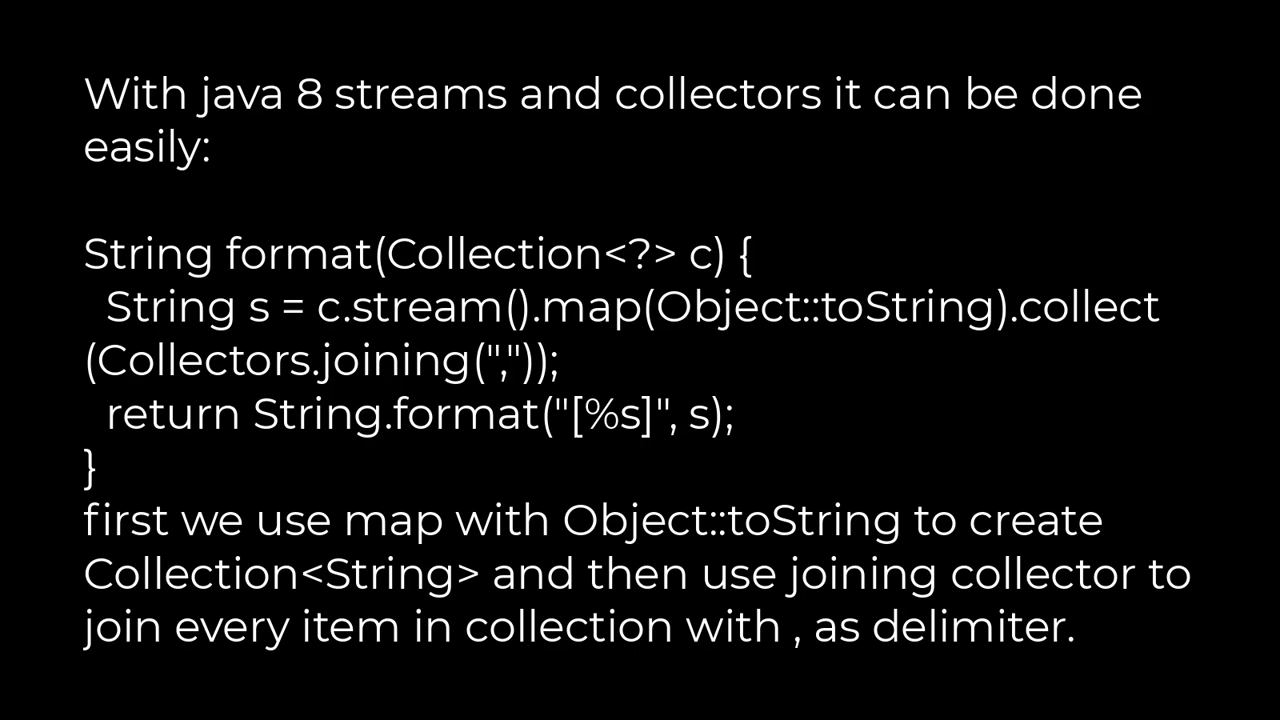 With java 8 streams and collectors it can be done
easily:

String format(Collection<?> c) {
  String s = c.stream().map(Object::toString).collect
(Collectors.joining(","));
  return String.format("[%s]", s);
}
first we use map with Object::toString to create
Collection<String> and then use joining collector to
join every item in collection with , as delimiter.